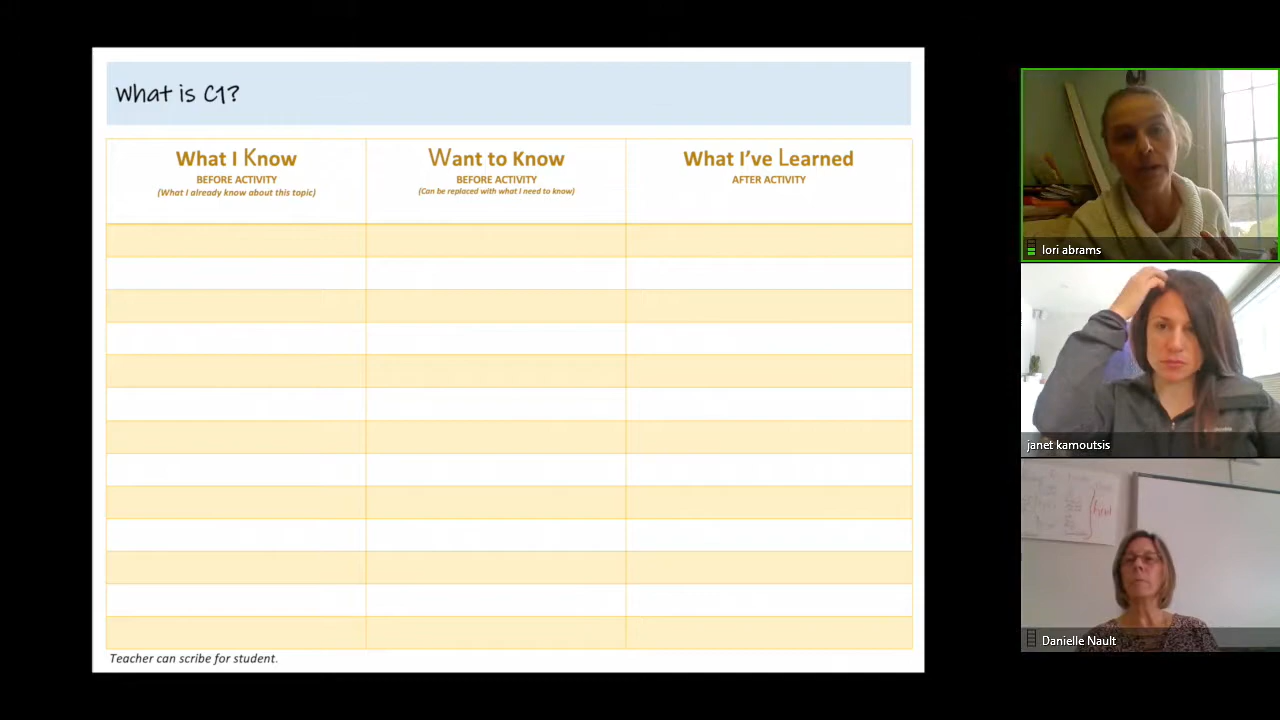 What is C1?
What I Know
BEFORE ACTIVITY
(What I already know about this topic)
Want to Know
BEFORE ACTIVITY
(Can be replaced with what I need to know)
What I've Learned
AFTER ACTIVITY
Teacher can scribe for student.
lori abrams
janet kamoutsis
Danielle Nault